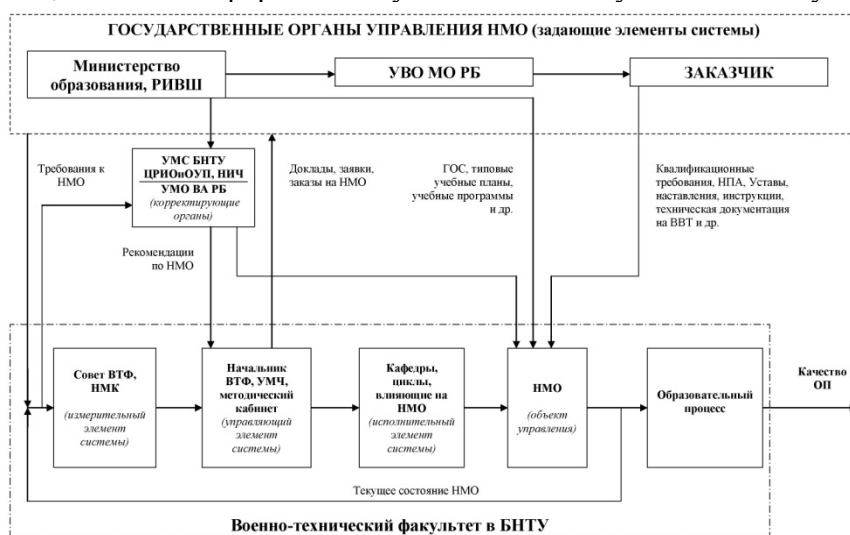 ГОСУДАРСТВЕННЫЕ ОРГАНЫ УПРАВЛЕНИЯ НМО (задающие элементы системы)
Министерство
образования, РИВШ
УВО МО РБ
ЗАКАЗЧИК
Требования к
НМО
УМС БНТУ
ЦРИОиОУП, НИЧ
УМО ВА РБ
(корректирующие
органы)
Доклады, заявки,
заказы на НМО
ГОС, типовые
учебные планы,
учебные программы
и др.
Квалификационные
требования, НПА, Уставы,
наставления, инструкции,
техническая документация
на ВВТ и др.
Рекомендации
по НМО
Совет ВТФ,
НМК
(измерительный
элемент
системы)
Начальник
ВТФ, УМЧ,
методический
кабинет
(управляющий
элемент
системы)
Кафедры,
циклы,
влияющие на
НМО
(исполнительный
элемент
системы)
НМО
(объект
управления)
Образовательный
процесс
Качество
ОП
Текущее состояние НМО
Военно-технический факультет в БНТУ